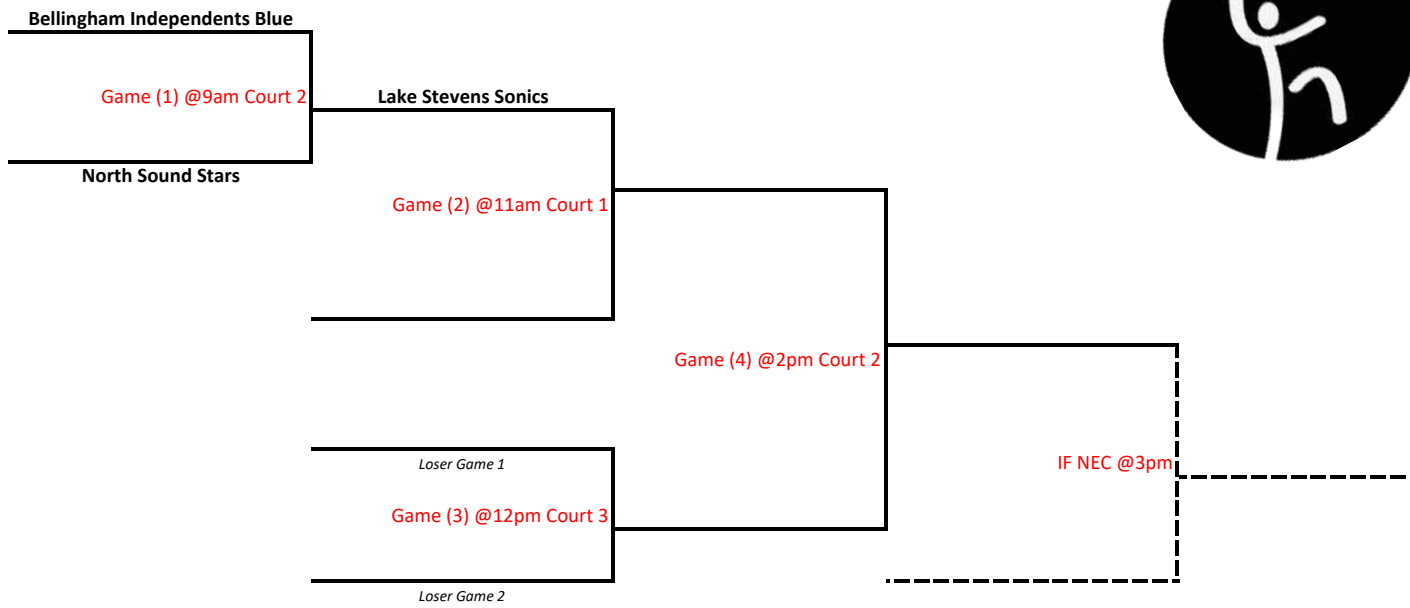 Bellingham Independents Blue
Game (1) @9am Court 2
Lake Stevens Sonics
North Sound Stars
Game (2) @11am Court 1
Game (4) @2pm Court 2
Loser Game 1
IF NEC @3pm
Game (3) @12pm Court 3
Loser Game 2